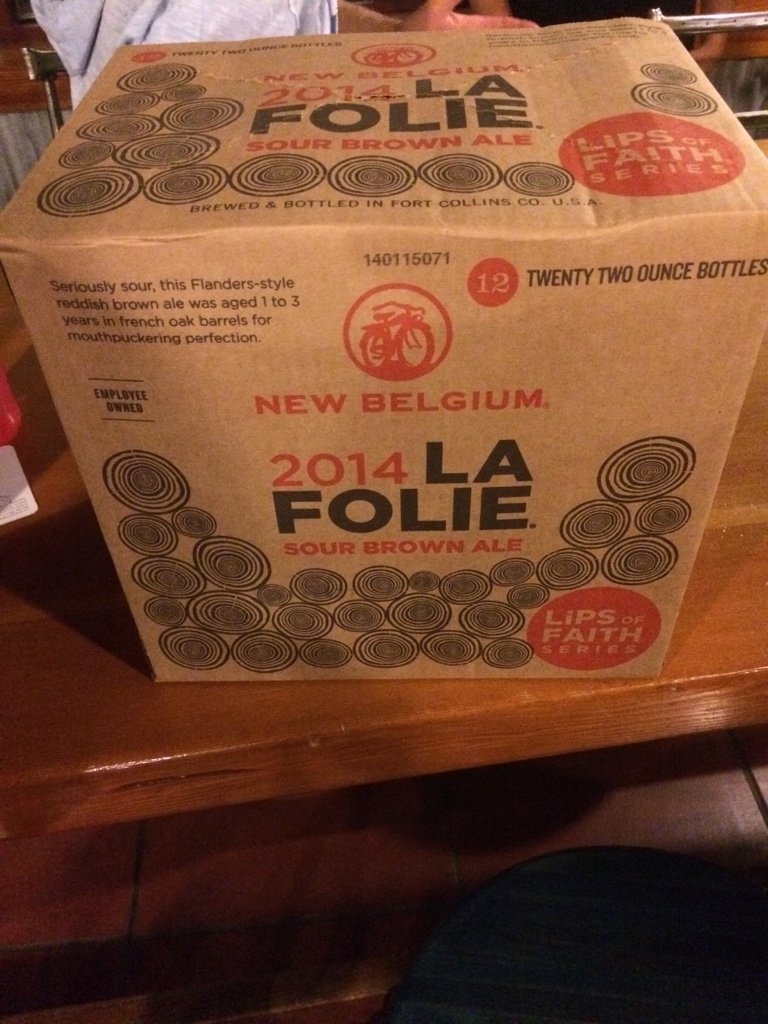 12 TWENTY TWO OUNCE BOTTLES
NEW BELGIUM
2014 LA
FOLIE.
SOUR BROWN ALE
LiPS OF
FAITH
SERIES
BREWED & BOTTLED IN FORT COLLINS CO. U.S.A.
140115071
Seriously sour, this Flanders-style
reddish brown ale was aged 1 to 3
years in french oak barrels for
mouthpuckering perfection.
12 TWENTY TWO OUNCE BOTTLES
EMPLOYEE
OWNED
NEW BELGIUM®
2014 LA
FOLIE.
SOUR BROWN ALE
LiPS OF
FAITH
SERIES